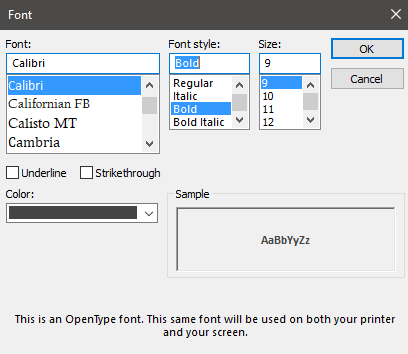 Font
Font:
Font style:
Size:
Calibri
Bold
9
OK
Cancel
Calibri
Californian FB
Calisto MT
Cambria
Regular
Italic
Bold
Bold Italic
9
10
11
12
Underline
Strikethrough
Color:
Sample
AaBbYyZz
This is an OpenType font. This same font will be used on both your printer
and your screen.